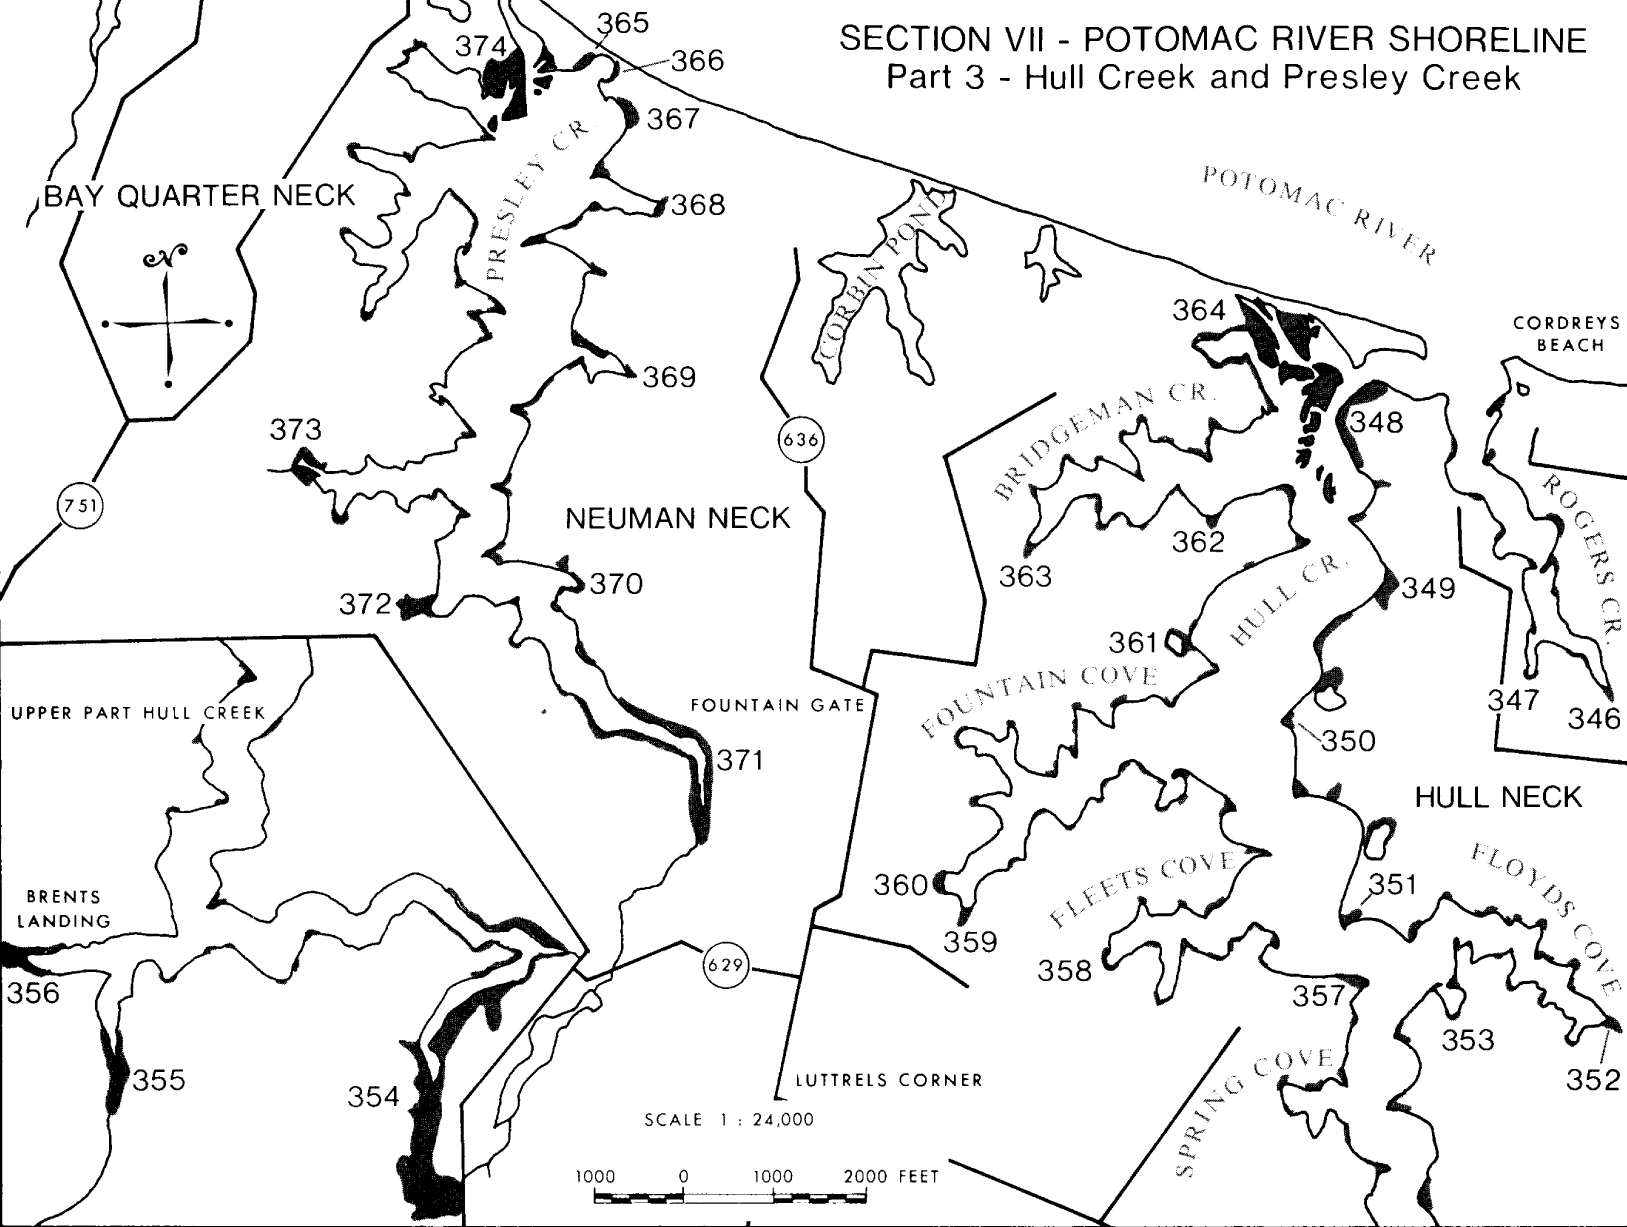 SECTION VII - POTOMAC RIVER SHORELINE
Part 3 - Hull Creek and Presley Creek
365
374
366
367
PRESLEY CR.
POTOMAC RIVER
BAY QUARTER NECK
368
CORBIN POND
N
364
CORDREYS
BEACH
369
BRIDGEMAN CR.
348
373
636
751
ROGERS CR.
NEUMAN NECK
362
363
370
372
HULL CR.
349
361
FOUNTAIN COVE
347
346
UPPER PART HULL CREEK
FOUNTAIN GATE
350
371
HULL NECK
FLEETS COVE
FLOYDS COVE
360
351
BRENTS
LANDING
359
629
358
356
357
353
355
354
SPRING COVE
352
LUTTRELS CORNER
SCALE 1 : 24,000
1000 0 1000 2000 FEET